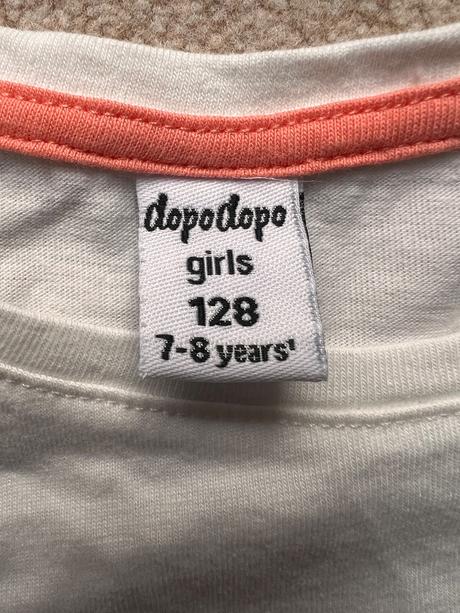 dopodopo
girls
128
7-8 years'